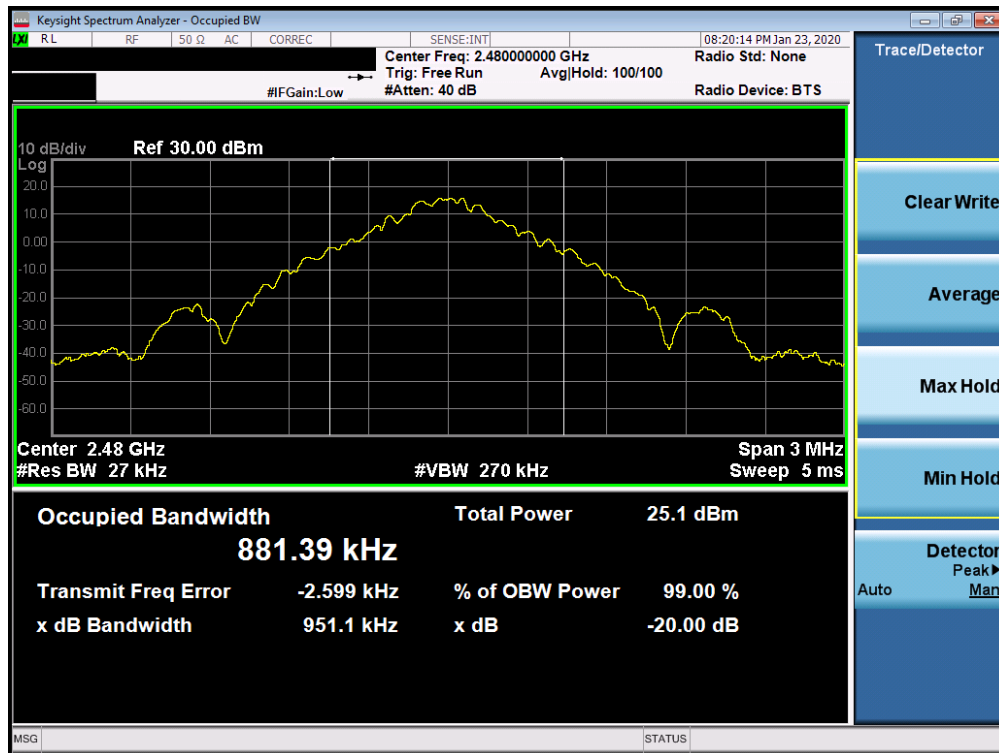 Keysight Spectrum Analyzer - Occupied BW
LXI RL RF 50 Ω AC CORREC SENSE:INT 08:20:14 PM Jan 23, 2020
Center Freq: 2.480000000 GHz Radio Std: None
Trig: Free Run Avg|Hold: 100/100
#IFGain:Low #Atten: 40 dB Radio Device: BTS
10 dB/div Ref 30.00 dBm
Log
20.0
10.0
0.00
-10.0
-20.0
-30.0
-40.0
-50.0
-60.0
Center 2.48 GHz Span 3 MHz
#Res BW 27 kHz #VBW 270 kHz Sweep 5 ms
Occupied Bandwidth Total Power 25.1 dBm
881.39 kHz
Transmit Freq Error -2.599 kHz % of OBW Power 99.00 %
x dB Bandwidth 951.1 kHz x dB -20.00 dB
MSG STATUS
Trace/Detector
Clear Write
Average
Max Hold
Min Hold
Detector
Peak▶
Auto Man